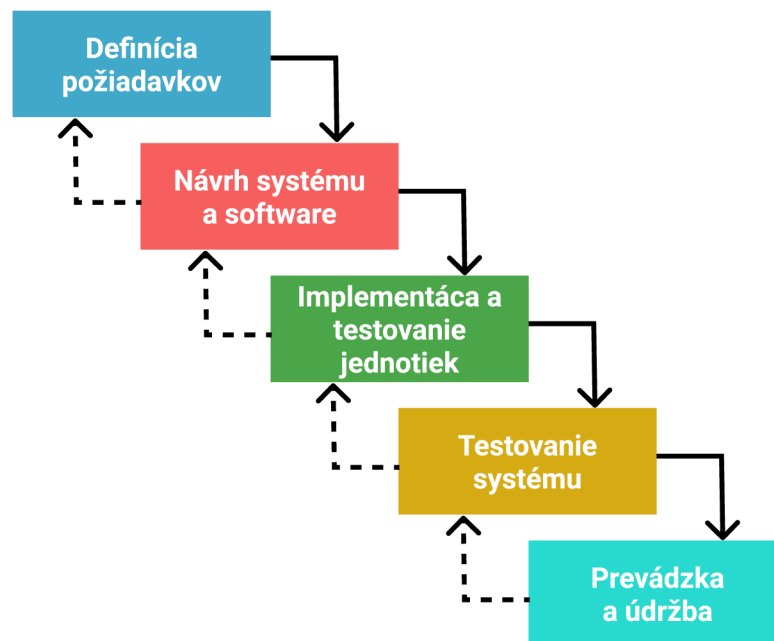 Definícia
požiadavkov
Návrh systému
a software
Implementáca a
testovanie
jednotiek
Testovanie
systému
Prevádzka
a údržba